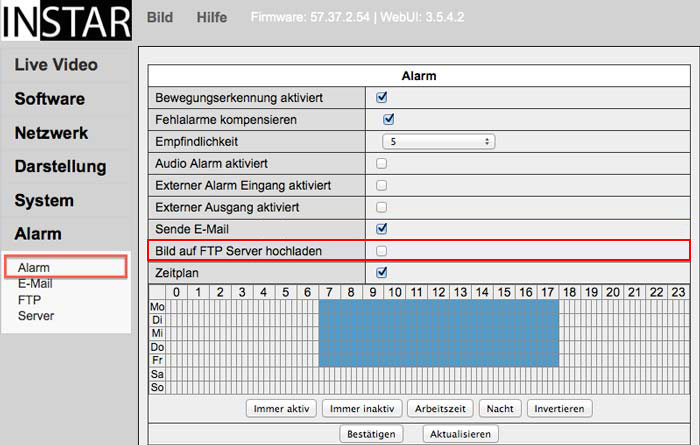 INSTAR
Bild Hilfe Firmware: 57.37.2.54 | WebUI: 3.5.4.2
Live Video
Software
Netzwerk
Darstellung
System
Alarm
Alarm
E-Mail
FTP
Server
Alarm
Bewegungserkennung aktiviert
Fehlalarme kompensieren
Empfindlichkeit 5
Audio Alarm aktiviert
Externer Alarm Eingang aktiviert
Externer Ausgang aktiviert
Sende E-Mail
Bild auf FTP Server hochladen
Zeitplan
0 1 2 3 4 5 6 7 8 9 10 11 12 13 14 15 16 17 18 19 20 21 22 23
Mo
Di
Mi
Do
Fr
Sa
So
Immer aktiv Immer inaktiv Arbeitszeit Nacht Invertieren
Bestätigen Aktualisieren